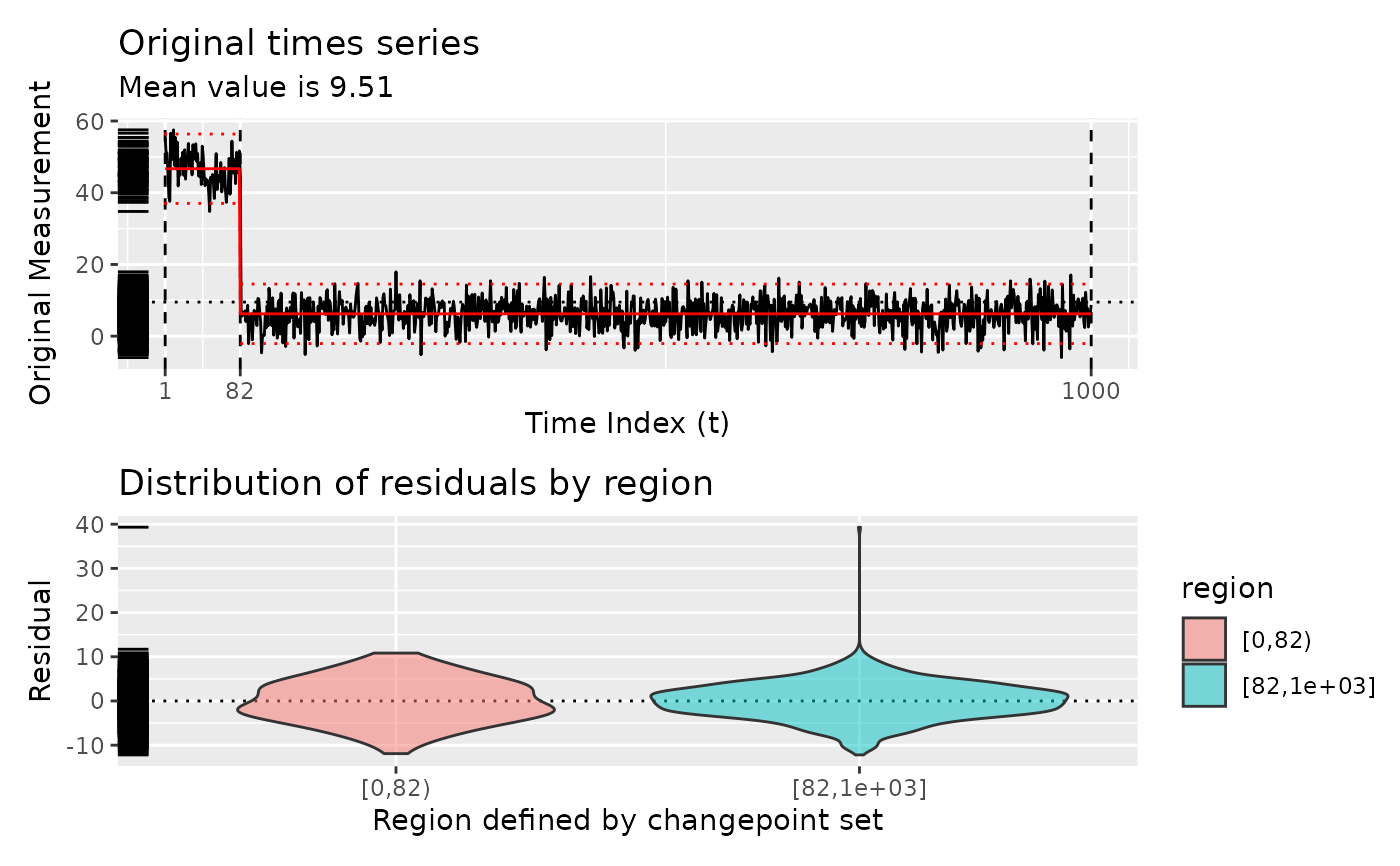 Original times series
Mean value is 9.51
Original Measurement
60
40
20
0
1 82 1000
Time Index (t)
Distribution of residuals by region
Residual
40
30
20
10
0
-10
[0,82) [82,1e+03]
Region defined by changepoint set
region
[0,82)
[82,1e+03]